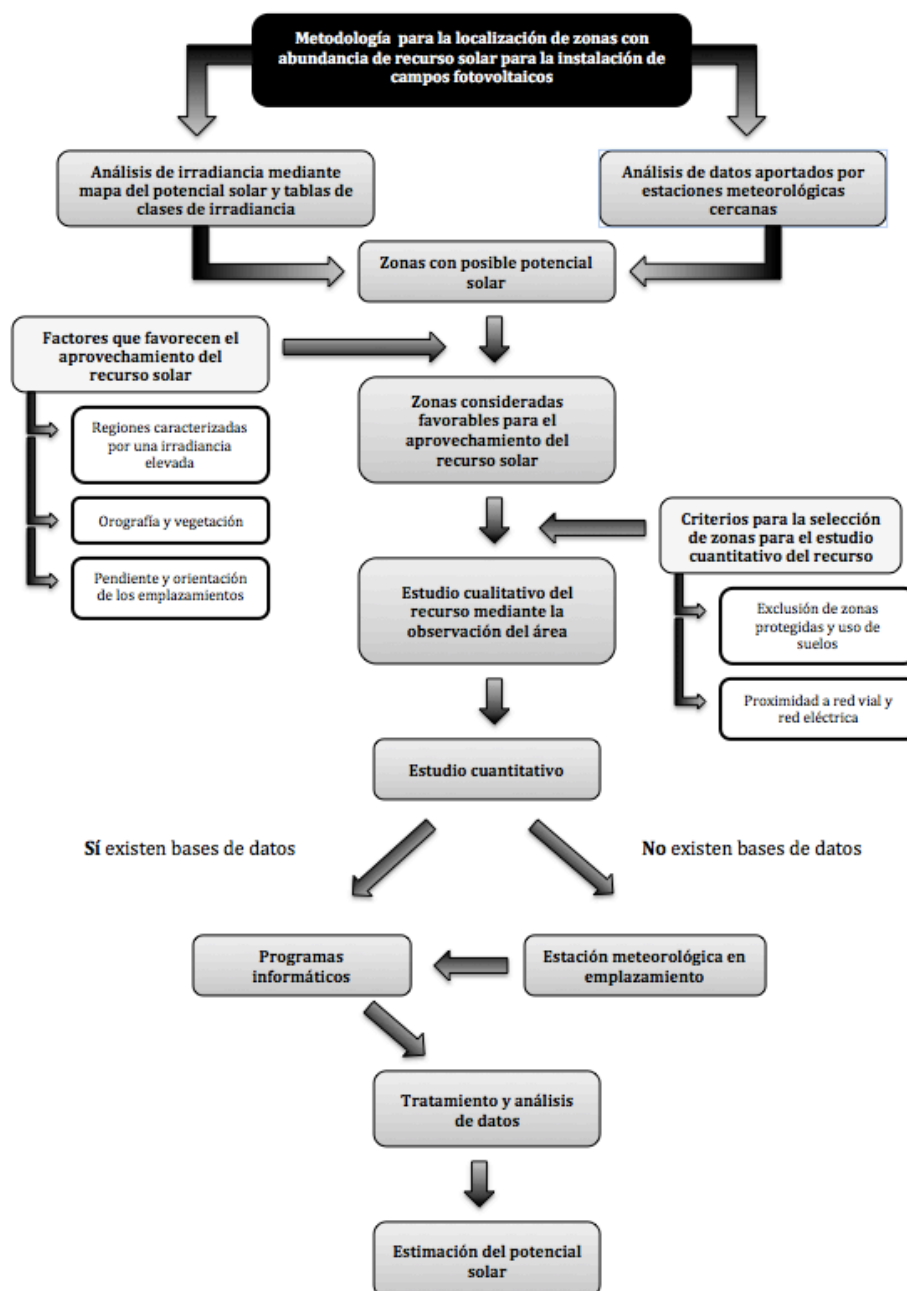 Metodología para la localización de zonas con
abundancia de recurso solar para la instalación de
campos fotovoltaicos
Análisis de irradiancia mediante
mapa del potencial solar y tablas de
clases de irradiancia
Análisis de datos aportados por
estaciones meteorológicas
cercanas
Zonas con posible potencial
solar
Factores que favorecen el
aprovechamiento del
recurso solar
Regiones caracterizadas
por una irradiancia
elevada
Orografía y vegetación
Pendiente y orientación
de los emplazamientos
Zonas consideradas
favorables para el
aprovechamiento del
recurso solar
Criterios para la selección
de zonas para el estudio
cuantitativo del recurso
Exclusión de zonas
protegidas y uso de
suelos
Proximidad a red vial y
red eléctrica
Estudio cualitativo del
recurso mediante la
observación del área
Estudio cuantitativo
Sí existen bases de datos
No existen bases de datos
Programas
informáticos
Estación meteorológica en
emplazamiento
Tratamiento y análisis
de datos
Estimación del potencial
solar